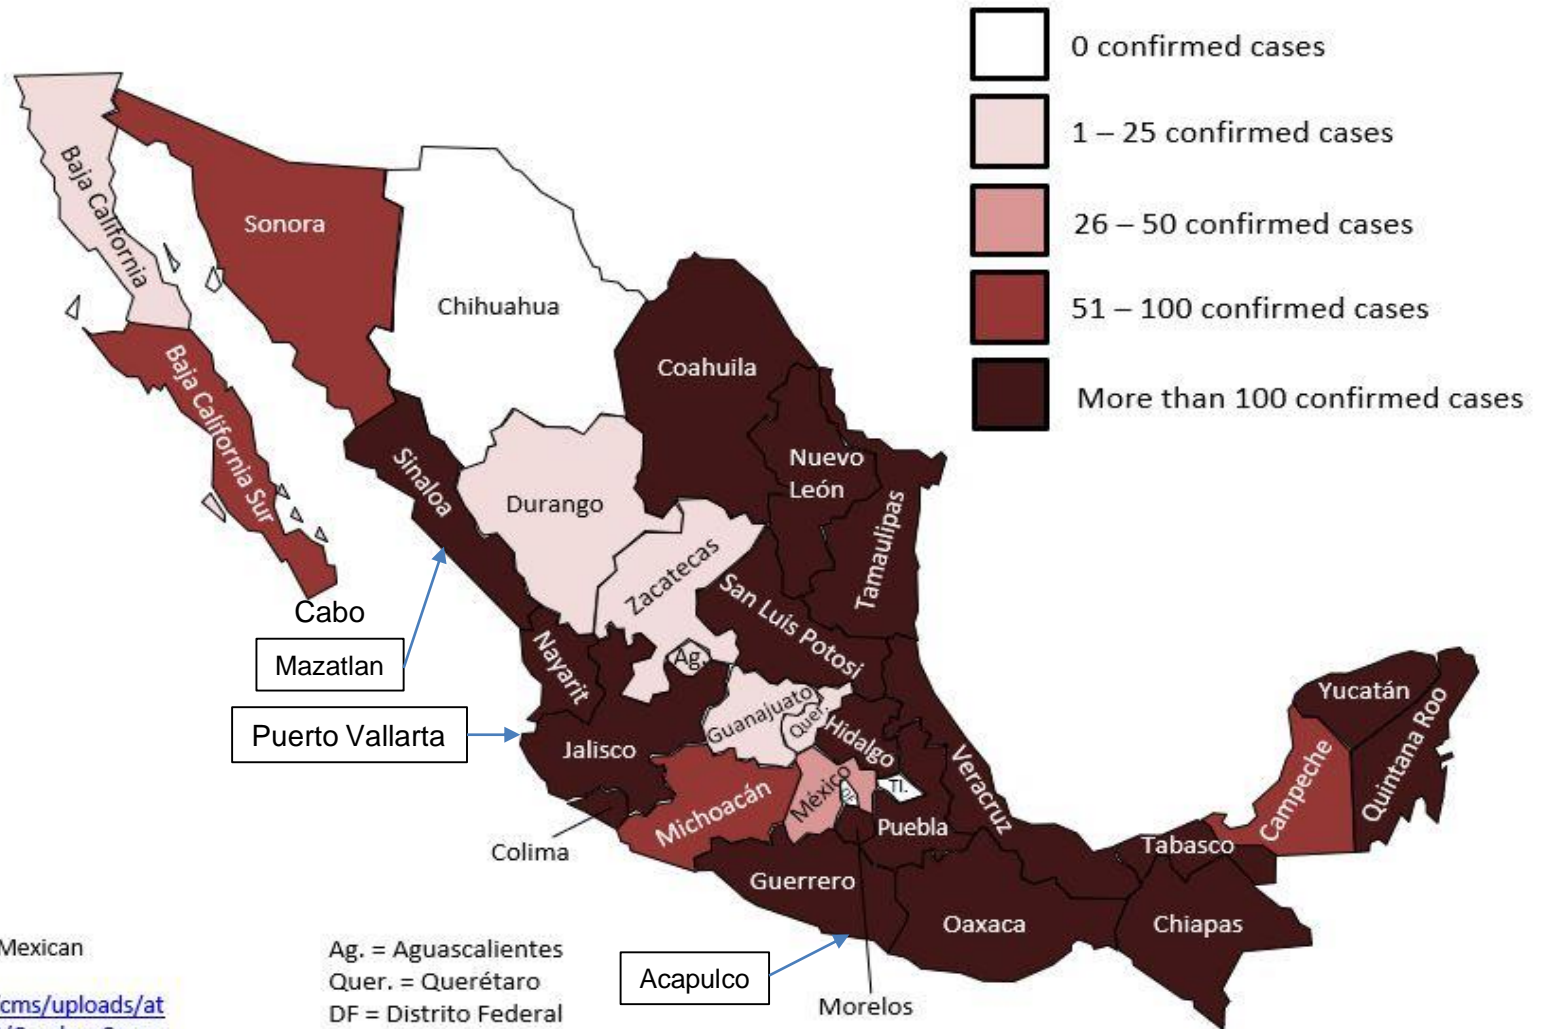 0 confirmed cases
1 – 25 confirmed cases
26 – 50 confirmed cases
51 – 100 confirmed cases
More than 100 confirmed cases
Baja California
Sonora
Chihuahua
Coahuila
Baja California Sur
Sinaloa
Durango
Nuevo
León
Tamaulipas
Zacatecas
San Luis Potosi
Cabo
Mazatlan
Nayarit
Ag.
Puerto Vallarta
Jalisco
Guanajuato
Quer.
Hidalgo
Veracruz
Yucatán
Quintana Roo
Campeche
Michoacán
México
DF
Tl.
Puebla
Tabasco
Colima
Guerrero
Oaxaca
Chiapas
Acapulco
Morelos
Mexican
cms/uploads/at
Ag. = Aguascalientes
Quer. = Querétaro
DF = Distrito Federal